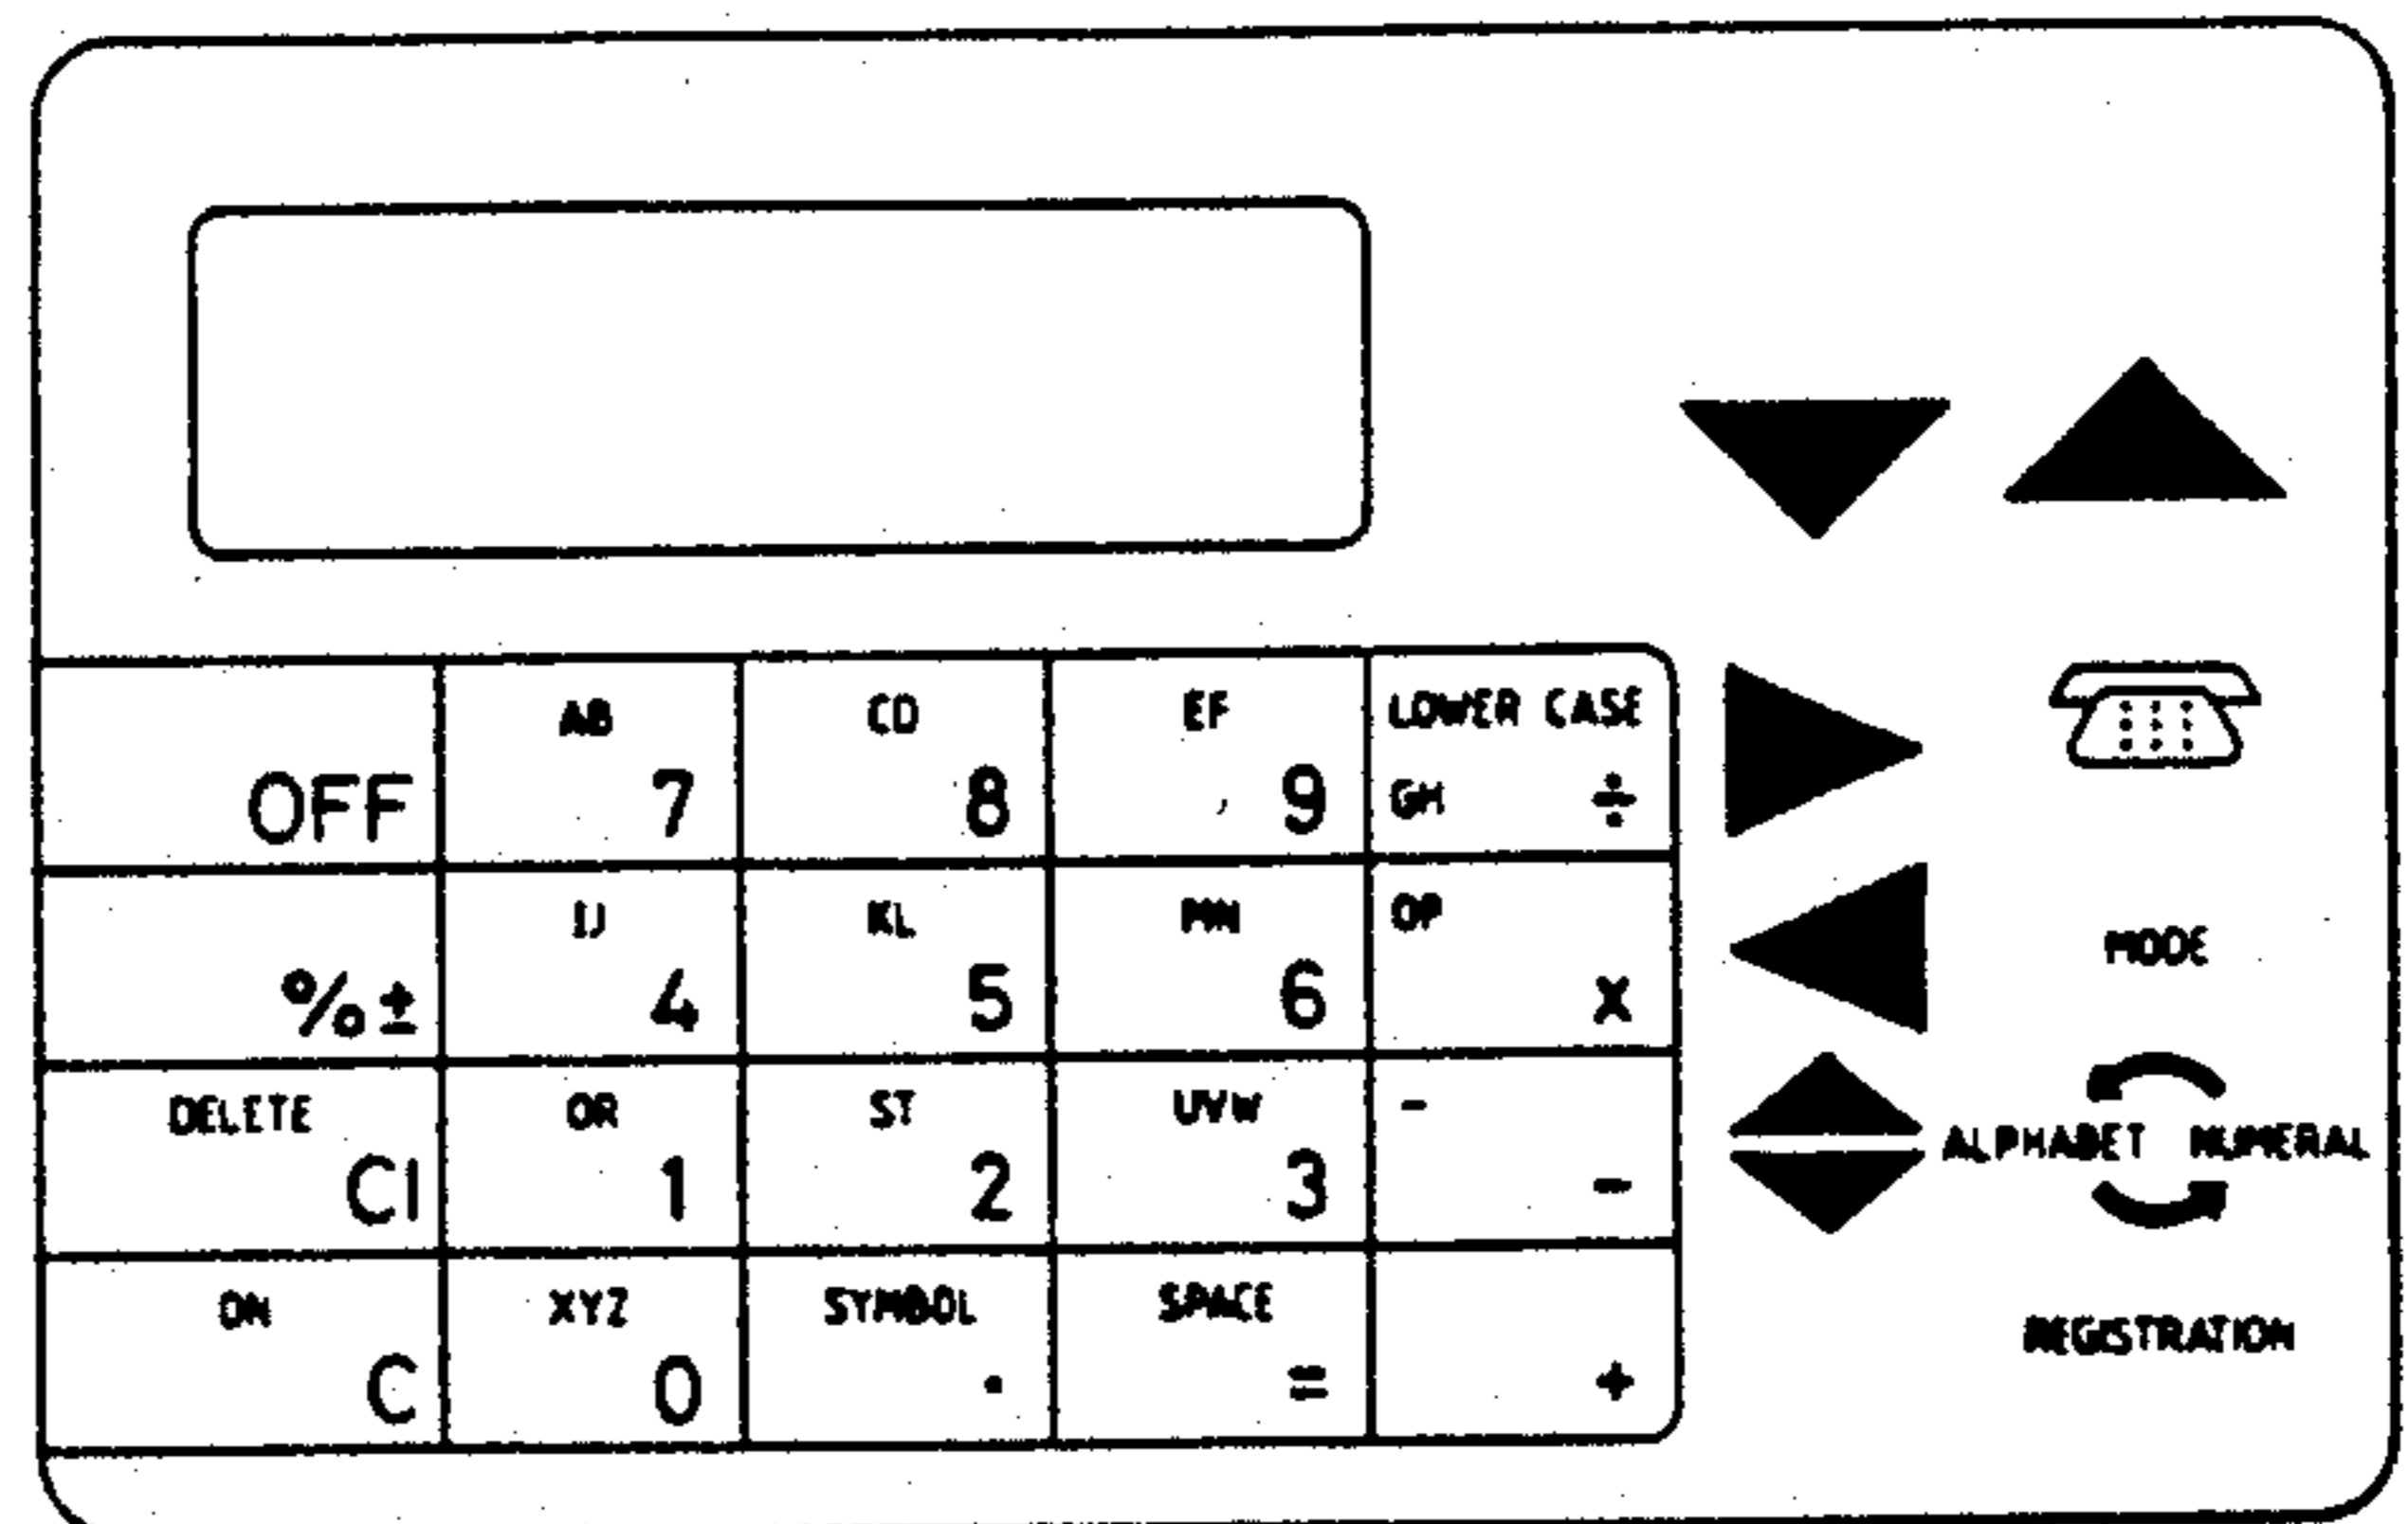 AB CD EF LOWER CASE
OFF 7 8 9 GH ÷
IJ KL MN OP MODE
%± 4 5 6 x
DELETE OR ST UVW -
ALPHABET NUMERAL
CI 1 2 3 -
ON XYZ SYMBOL SPACE
REGISTRATION
C 0 . = +